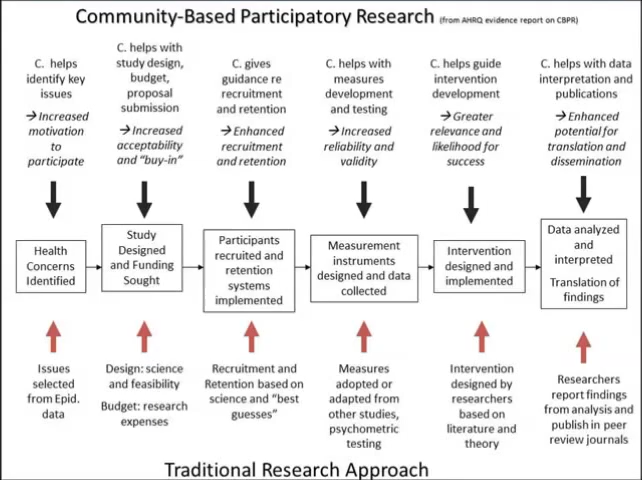 Community-Based Participatory Research (from AHRQ evidence report on CBPR)
C. helps
identify key
issues
→ Increased
motivation
to
participate
C. helps with
study design,
budget,
proposal
submission
→ Increased
acceptability
and “buy-in”
C. gives
guidance re
recruitment
and retention
→ Enhanced
recruitment
and retention
C. helps with
measures
development
and testing
→ Increased
reliability and
validity
C. helps guide
intervention
development
→ Greater
relevance and
likelihood for
success
C. helps with data
interpretation and
publications
→ Enhanced
potential for
translation and
dissemination
Health
Concerns
Identified
Study
Designed
and Funding
Sought
Participants
recruited and
retention
systems
implemented
Measurement
instruments
designed and data
collected
Intervention
designed and
implemented
Data analyzed
and
interpreted
Translation of
findings
Issues
selected
from Epid.
data
Design: science
and feasibility
Budget: research
expenses
Recruitment and
Retention based on
science and “best
guesses”
Measures
adopted or
adapted from
other studies,
psychometric
testing
Intervention
designed by
researchers
based on
literature and
theory
Researchers
report findings
from analysis and
publish in peer
review journals
Traditional Research Approach